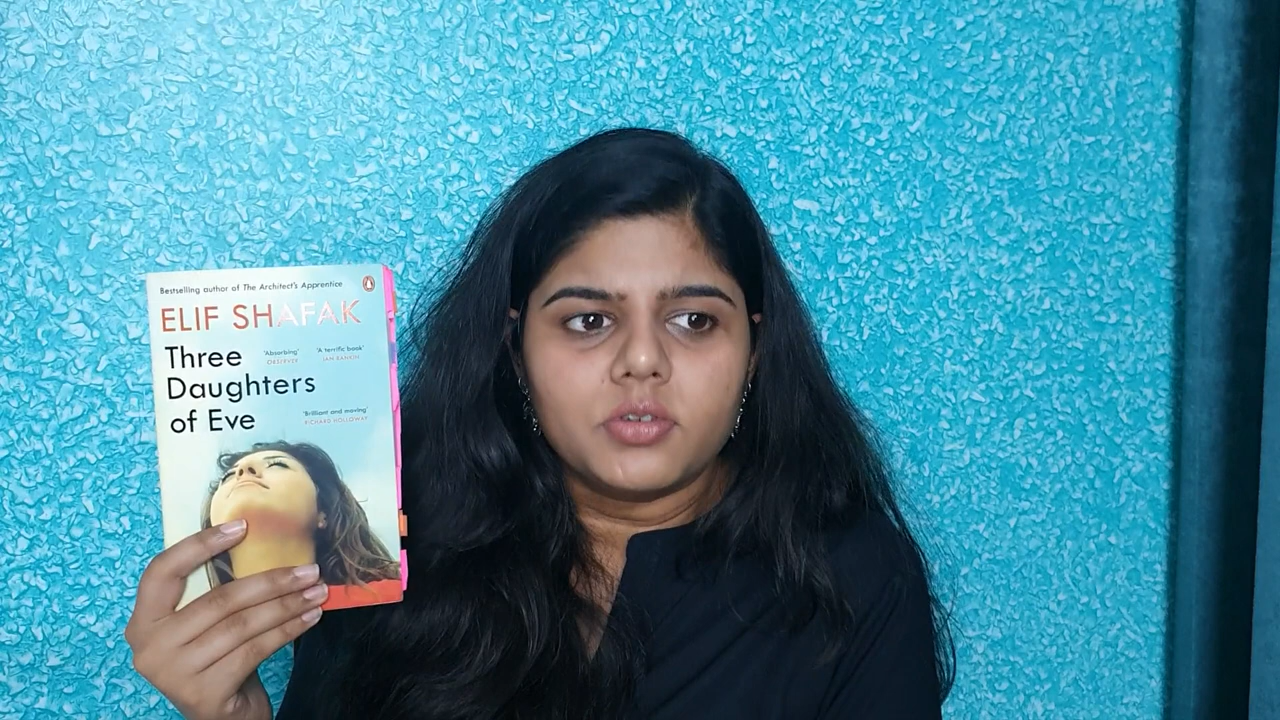 Bestselling author of The Architect's Apprentice
ELIF SHAFAK
Three
Daughters
of Eve
'Absorbing'
OBSERVER
'A terrific book'
IAN RANKIN
'Brilliant and moving'
RICHARD HOLLOWAY